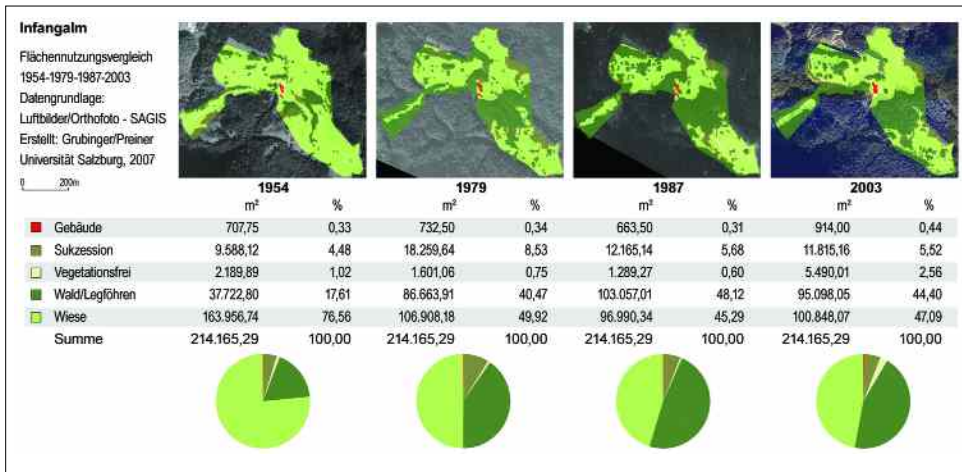 Infangalm
Flächennutzungsvergleich
1954-1979-1987-2003
Datengrundlage:
Luftbilder/Orthofoto - SAGIS
Erstellt: Grubinger/Preiner
Universität Salzburg, 2007
0 200m
1954 1979 1987 2003
m² % m² % m² % m² %
Gebäude 707,75 0,33 732,50 0,34 663,50 0,31 914,00 0,44
Sukzession 9.588,12 4,48 18.259,64 8,53 12.165,14 5,68 11.815,16 5,52
Vegetationsfrei 2.189,89 1,02 1.601,06 0,75 1.289,27 0,60 5.490,01 2,56
Wald/Legföhren 37.722,80 17,61 86.663,91 40,47 103.057,01 48,12 95.098,05 44,40
Wiese 163.956,74 76,56 106.908,18 49,92 96.990,34 45,29 100.848,07 47,09
Summe 214.165,29 100,00 214.165,29 100,00 214.165,29 100,00 214.165,29 100,00